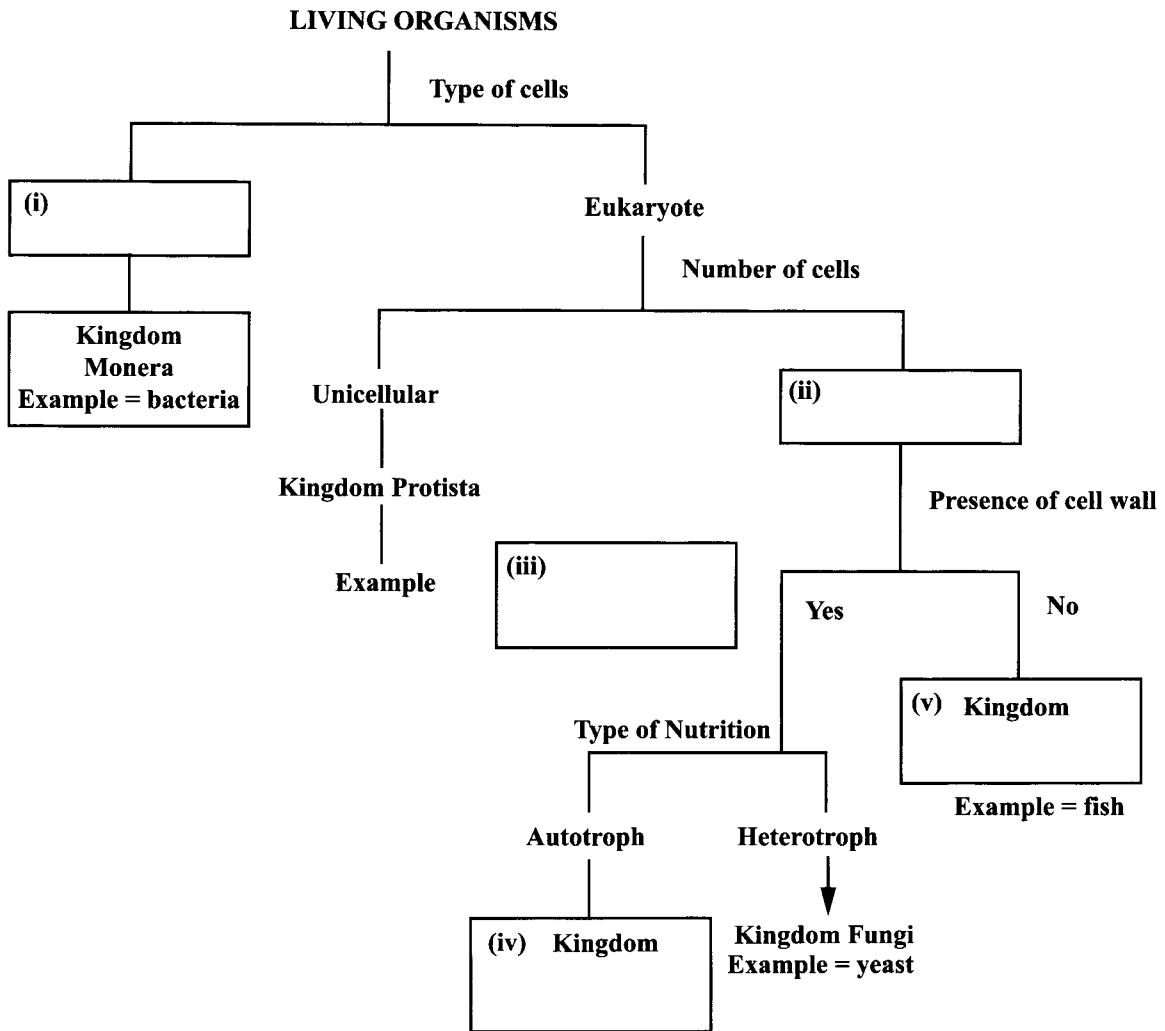 LIVING ORGANISMS
Type of cells
(i)
Eukaryote
Number of cells
Kingdom
Monera
Example = bacteria
Unicellular
(ii)
Kingdom Protista
Presence of cell wall
Example
(iii)
Yes
No
(v) Kingdom
Type of Nutrition
Example = fish
Autotroph
Heterotroph
(iv) Kingdom
Kingdom Fungi
Example = yeast